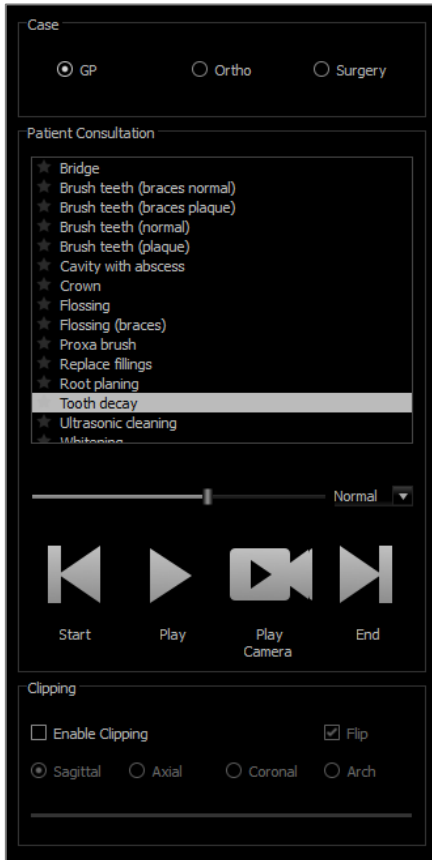 Case
GP Ortho Surgery
Patient Consultation
Bridge
Brush teeth (braces normal)
Brush teeth (braces plaque)
Brush teeth (normal)
Brush teeth (plaque)
Cavity with abscess
Crown
Flossing
Flossing (braces)
Proxa brush
Replace fillings
Root planing
Tooth decay
Ultrasonic cleaning
Whitening
Normal
Start Play Play Camera End
Clipping
Enable Clipping Flip
Sagittal Axial Coronal Arch